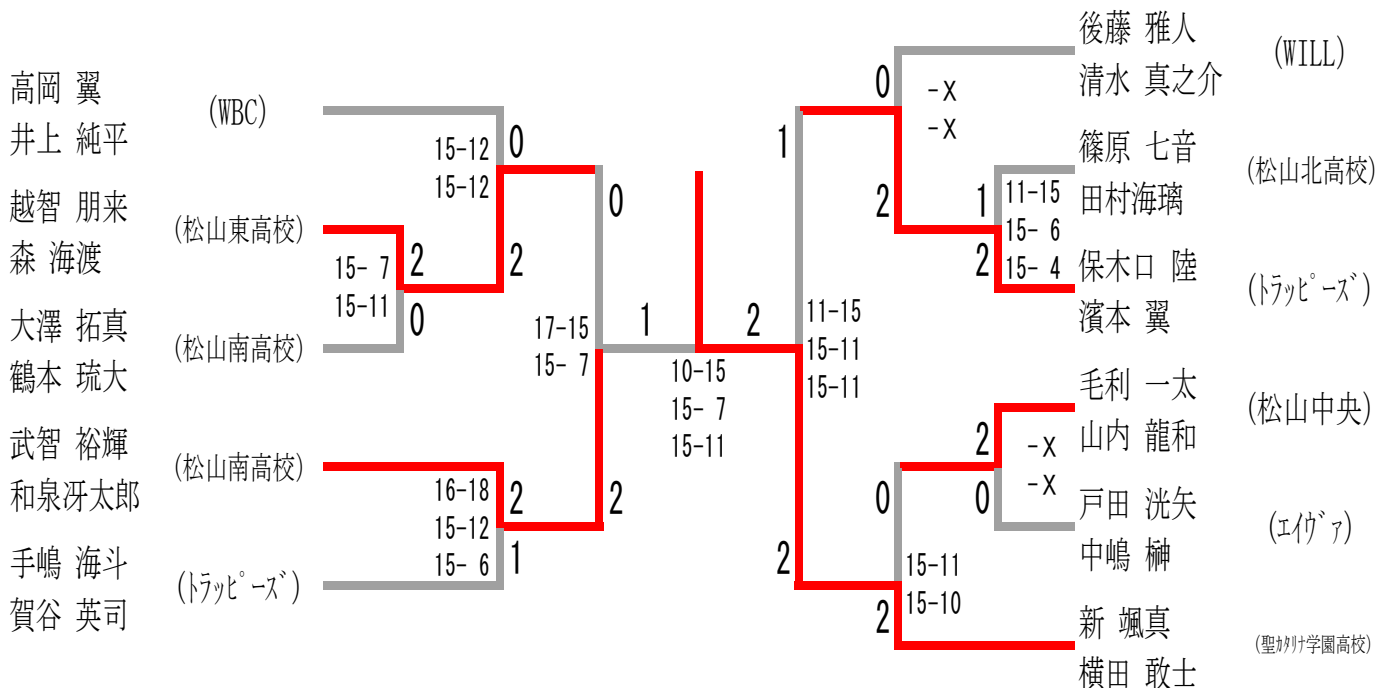 高岡 翼
井上 純平
(WBC)
越智 朋来
森 海渡
(松山東高校)
大澤 拓真
鶴本 琉大
(松山南高校)
武智 裕輝
和泉冴太郎
(松山南高校)
手嶋 海斗
賀谷 英司
(トラッピーズ)
15-12
15-12
0
2
15- 7
15-11
2
0
16-18
15-12
15- 6
2
1
0
17-15
15- 7
2
1
2
10-15
15- 7
15-11
1
11-15
15-11
15-11
2
0
-X
-X
2
1
11-15
15- 6
15- 4
2
2
-X
-X
0
0
15-11
15-10
2
後藤 雅人
清水 真之介
(WILL)
篠原 七音
田村海璃
(松山北高校)
保木口 陸
濱本 翼
(トラッピーズ)
毛利 一太
山内 龍和
(松山中央)
戸田 洸矢
中嶋 榊
(エイヴァ)
新 颯真
横田 敢士
(聖カタリナ学園高校)